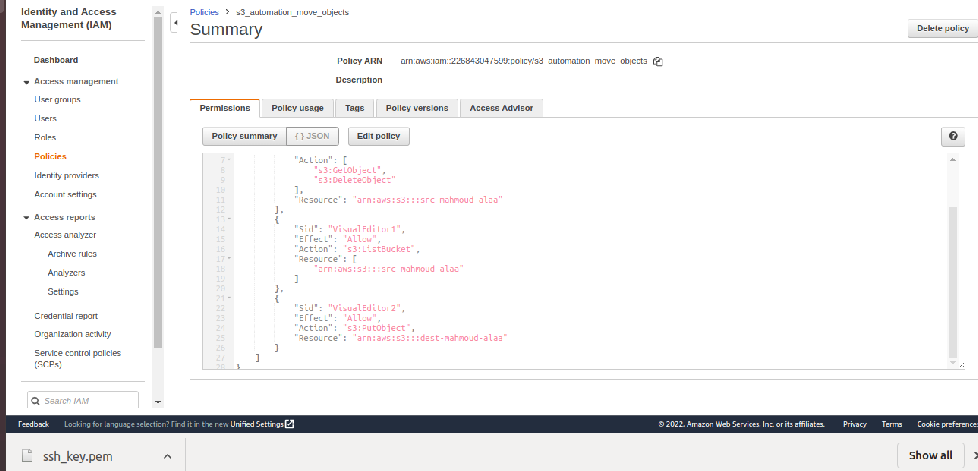 Identity and Access
Management (IAM)
Dashboard
Access management
User groups
Users
Roles
Policies
Identity providers
Account settings
Access reports
Access analyzer
Archive rules
Analyzers
Settings
Credential report
Organization activity
Service control policies
(SCPs)
Search IAM
Policies > s3_automation_move_objects
Summary
Delete policy
Policy ARN arn:aws:iam::226843047599:policy/s3_automation_move_objects
Description
Permissions Policy usage Tags Policy versions Access Advisor
Policy summary { } JSON Edit policy
7 "Action": [
8 "s3:GetObject",
9 "s3:DeleteObject"
10 ],
11 "Resource": "arn:aws:s3:::src-mahmoud-alaa"
12 },
13 {
14 "Sid": "VisualEditor1",
15 "Effect": "Allow",
16 "Action": "s3:ListBucket",
17 "Resource": [
18 "arn:aws:s3:::src-mahmoud-alaa"
19 ]
20 },
21 {
22 "Sid": "VisualEditor2",
23 "Effect": "Allow",
24 "Action": "s3:PutObject",
25 "Resource": "arn:aws:s3:::dest-mahmoud-alaa"
26 }
27 ]
28 }
Feedback Looking for language selection? Find it in the new Unified Settings © 2022, Amazon Web Services, Inc. or its affiliates. Privacy Terms Cookie preferences
ssh_key.pem Show all